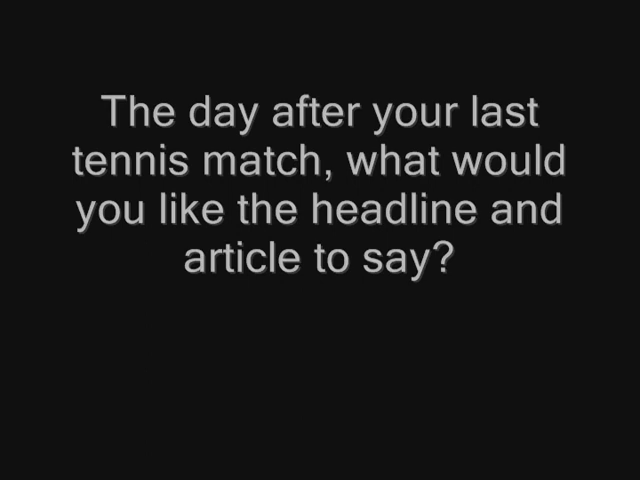 The day after your last
tennis match, what would
you like the headline and
article to say?